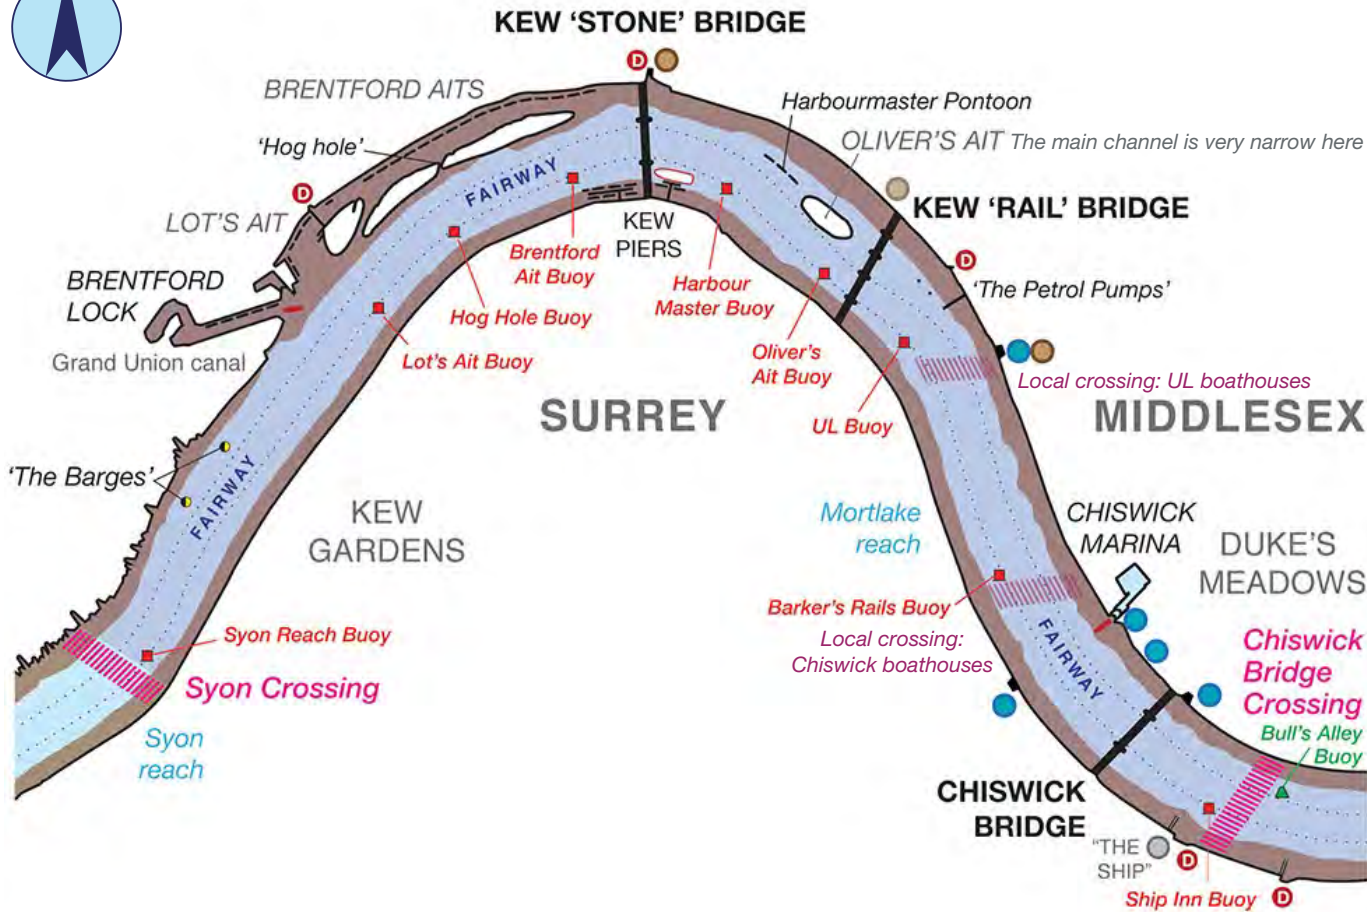 KEW ‘STONE’ BRIDGE
D
BRENTFORD AITS
Harbourmaster Pontoon
‘Hog hole’
OLIVER’S AIT The main channel is very narrow here
FAIRWAY
D
LOT’S AIT
KEW ‘RAIL’ BRIDGE
KEW
PIERS
Brentford
Ait Buoy
D
BRENTFORD
LOCK
Harbour
Master Buoy
‘The Petrol Pumps’
Hog Hole Buoy
Grand Union canal
Lot’s Ait Buoy
Oliver’s
Ait Buoy
Local crossing: UL boathouses
SURREY
MIDDLESEX
UL Buoy
‘The Barges’
FAIRWAY
KEW
GARDENS
Mortlake
reach
CHISWICK
MARINA
DUKE’S
MEADOWS
Barker’s Rails Buoy
Syon Reach Buoy
Local crossing:
Chiswick boathouses
FAIRWAY
Chiswick
Bridge
Crossing
Syon Crossing
Bull’s Alley
Buoy
Syon
reach
CHISWICK
BRIDGE
“THE
SHIP”
D
Ship Inn Buoy
D